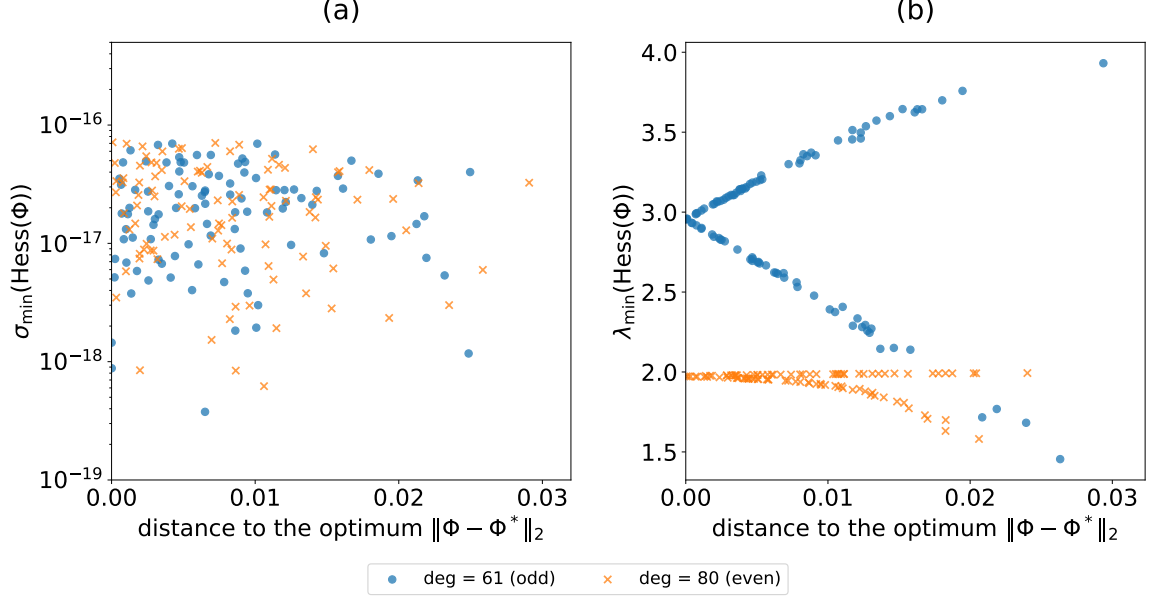 (a)
(b)
σ_min(Hess(Φ))
10⁻¹⁶
10⁻¹⁷
10⁻¹⁸
10⁻¹⁹
0.00 0.01 0.02 0.03
distance to the optimum ‖Φ − Φ*‖₂
λ_min(Hess(Φ))
4.0
3.5
3.0
2.5
2.0
1.5
0.00 0.01 0.02 0.03
distance to the optimum ‖Φ − Φ*‖₂
deg = 61 (odd)
deg = 80 (even)